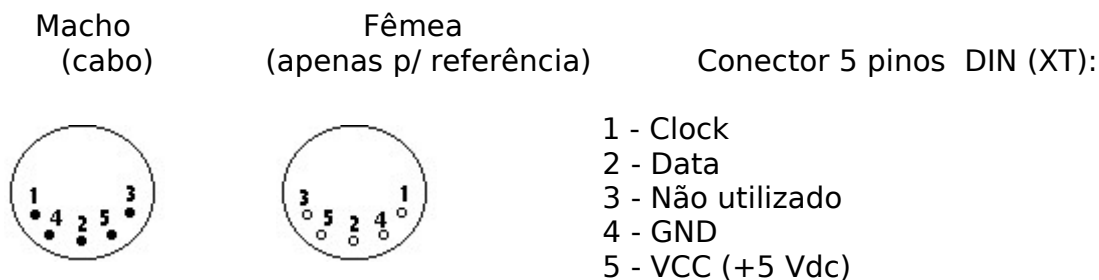 Macho Fêmea
(cabo) (apenas p/ referência) Conector 5 pinos DIN (XT):
1 - Clock
2 - Data
3 - Não utilizado
4 - GND
5 - VCC (+5 Vdc)
1 3
4 2 5
3 1
5 2 4